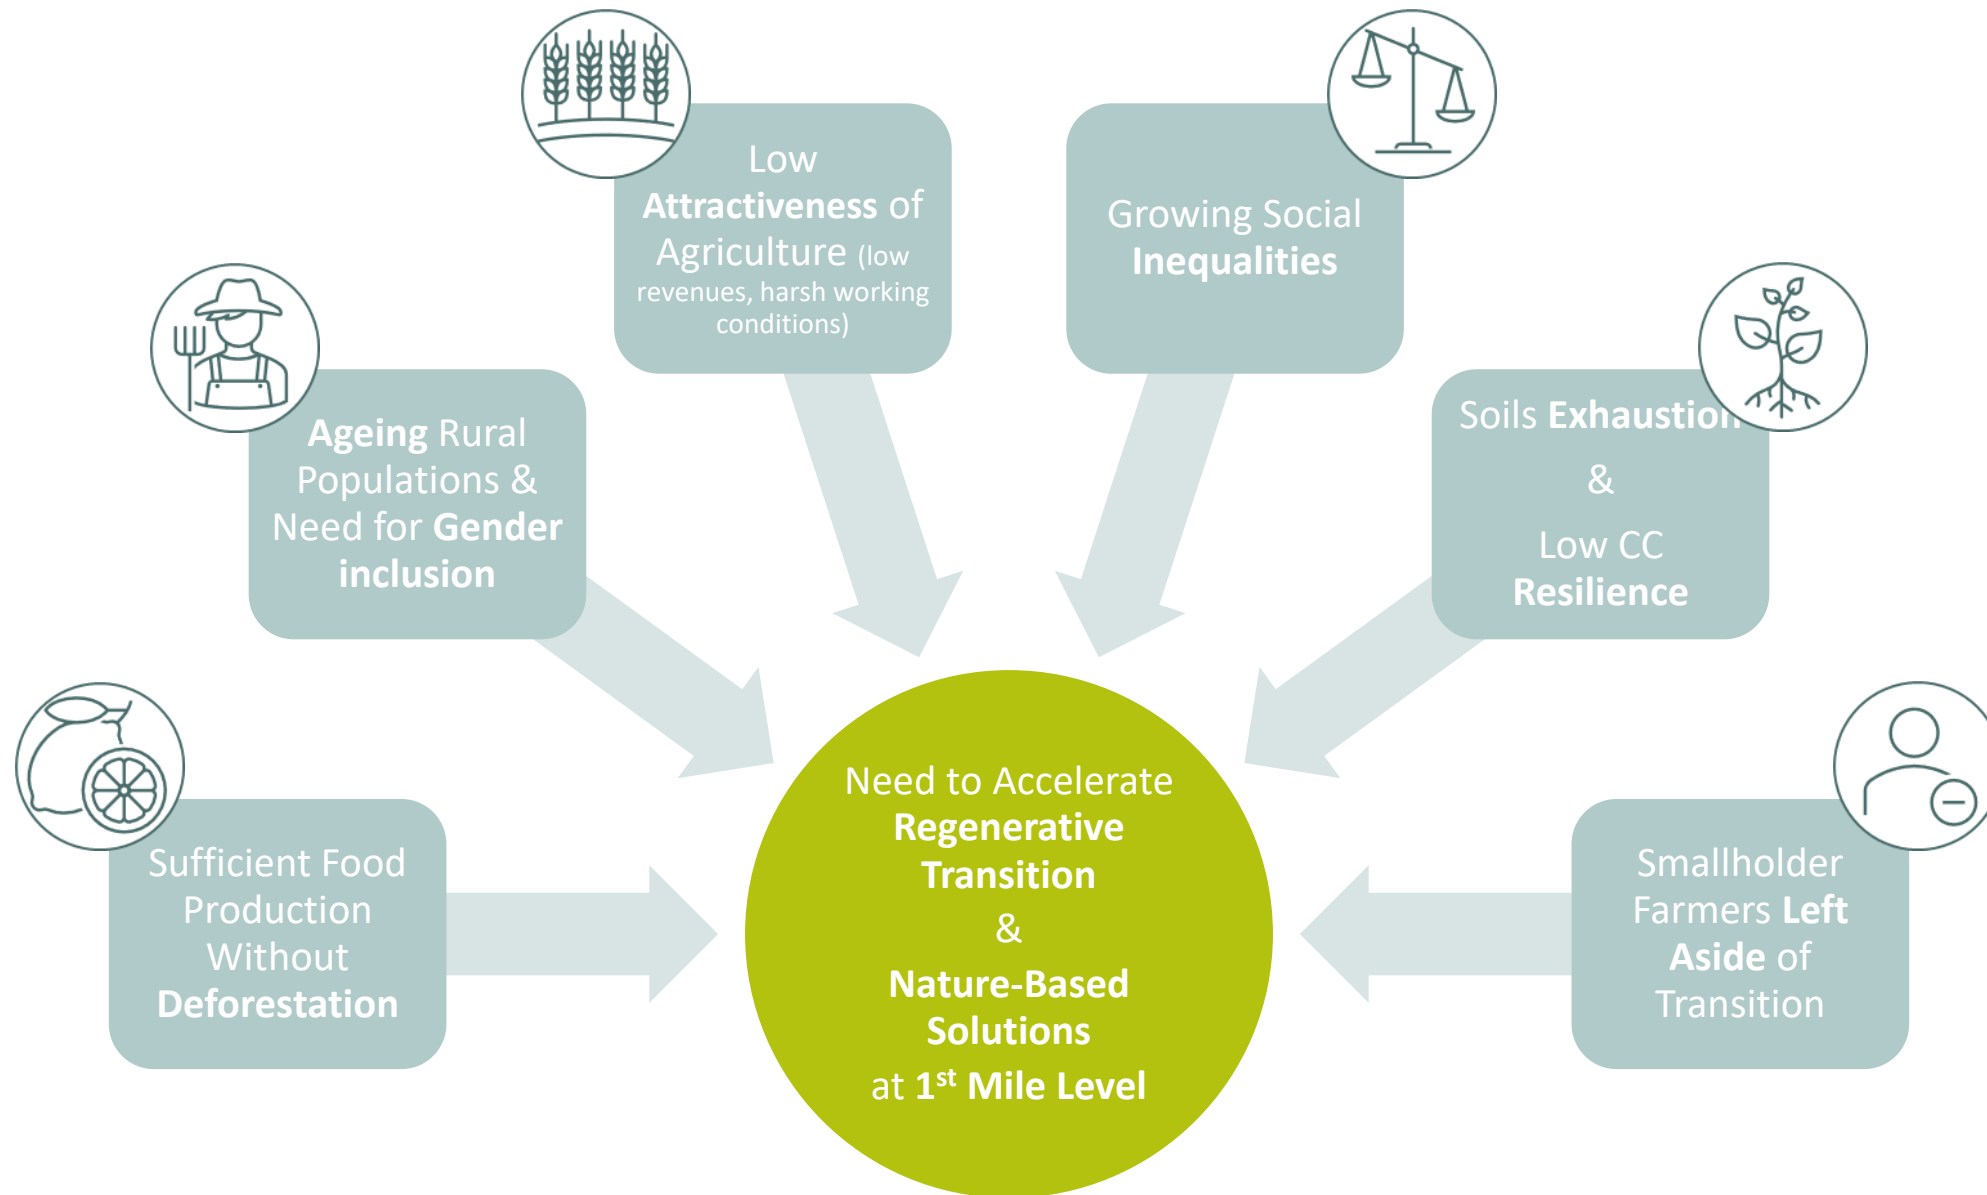 Low
Attractiveness of
Agriculture (low
revenues, harsh working
conditions)
Growing Social
Inequalities
Ageing Rural
Populations &
Need for Gender
inclusion
Soils Exhaustion
&
Low CC
Resilience
Sufficient Food
Production
Without
Deforestation
Need to Accelerate
Regenerative
Transition
&
Nature-Based
Solutions
at 1st Mile Level
Smallholder
Farmers Left
Aside of
Transition